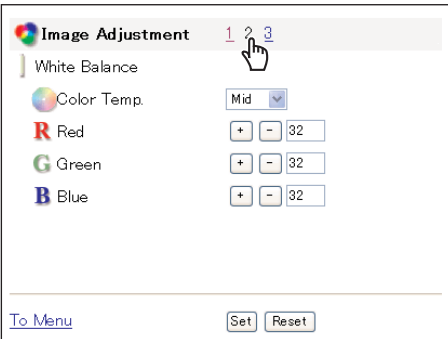 Image Adjustment 1 2 3
White Balance
Color Temp. Mid
R Red + - 32
G Green + - 32
B Blue + - 32
To Menu Set Reset